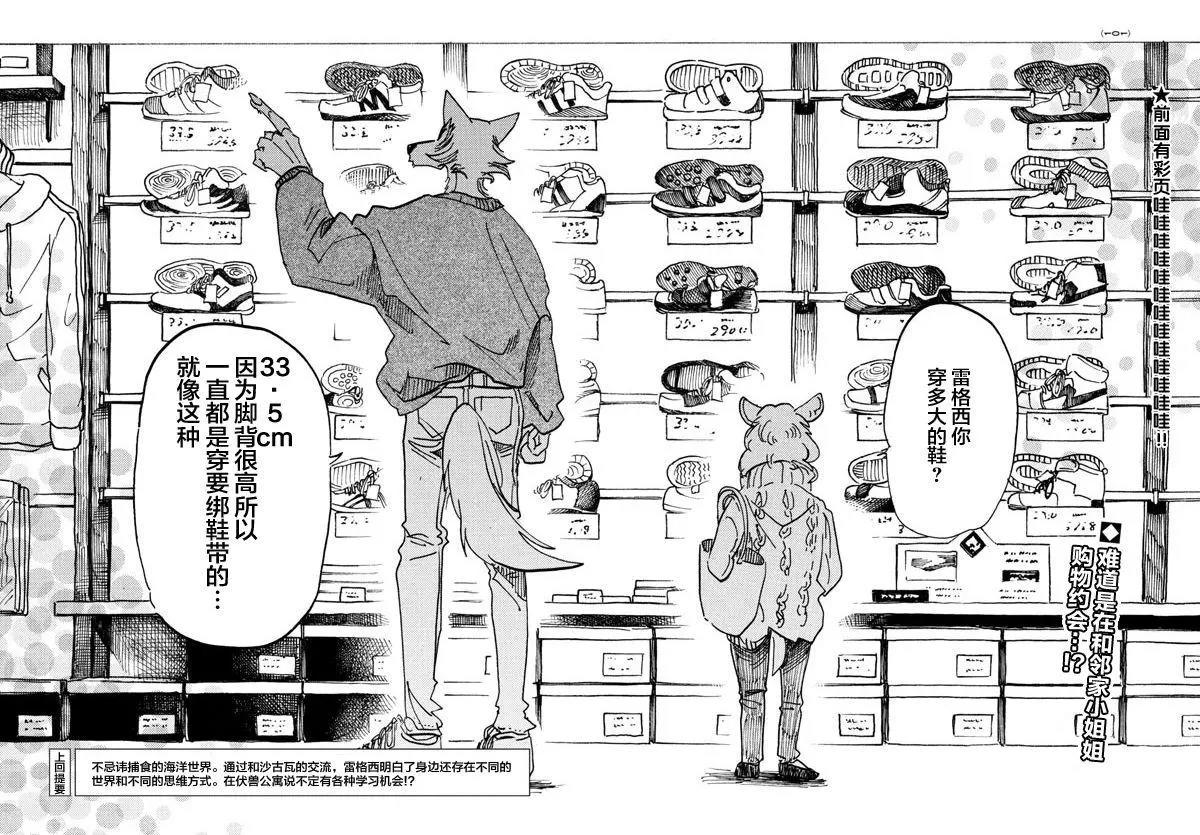 (101)
★前面有彩页哇哇哇哇哇哇哇哇哇哇哇哇哇!!
雷格西你
穿多大的鞋?
33.5cm
因为脚背很高所以
一直都是穿要绑鞋带的…
就像这种
◆难道是在和邻家小姐姐
购物约会…!?
上回提要
不忌讳捕食的海洋世界。通过和沙古瓦的交流，雷格西明白了身边还存在不同的
世界和不同的思维方式。在伏兽公寓说不定有各种学习机会!?